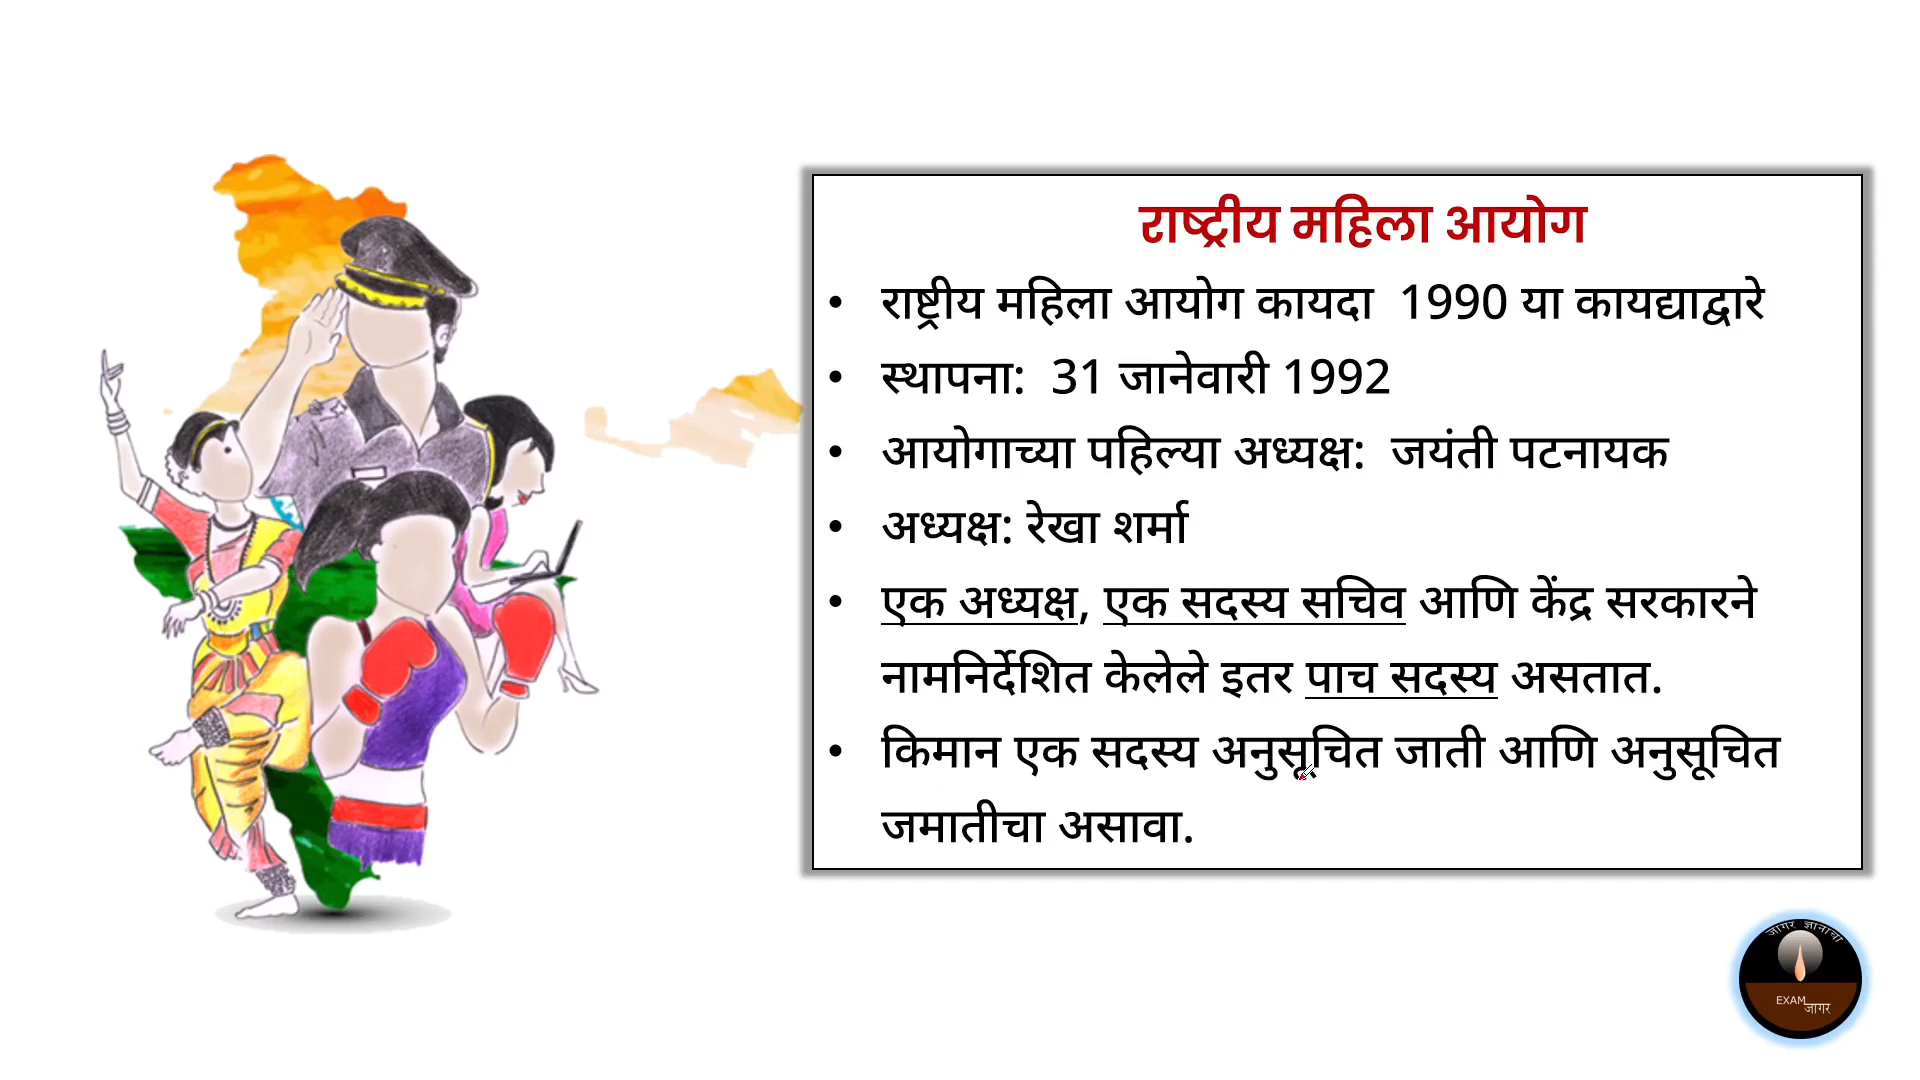 राष्ट्रीय महिला आयोग
• राष्ट्रीय महिला आयोग कायदा 1990 या कायद्याद्वारे
• स्थापना: 31 जानेवारी 1992
• आयोगाच्या पहिल्या अध्यक्ष: जयंती पटनायक
• अध्यक्ष: रेखा शर्मा
• एक अध्यक्ष, एक सदस्य सचिव आणि केंद्र सरकारने
नामनिर्देशित केलेले इतर पाच सदस्य असतात.
• किमान एक सदस्य अनुसूचित जाती आणि अनुसूचित
जमातीचा असावा.
जागर ज्ञानाचा
EXAM
जागर